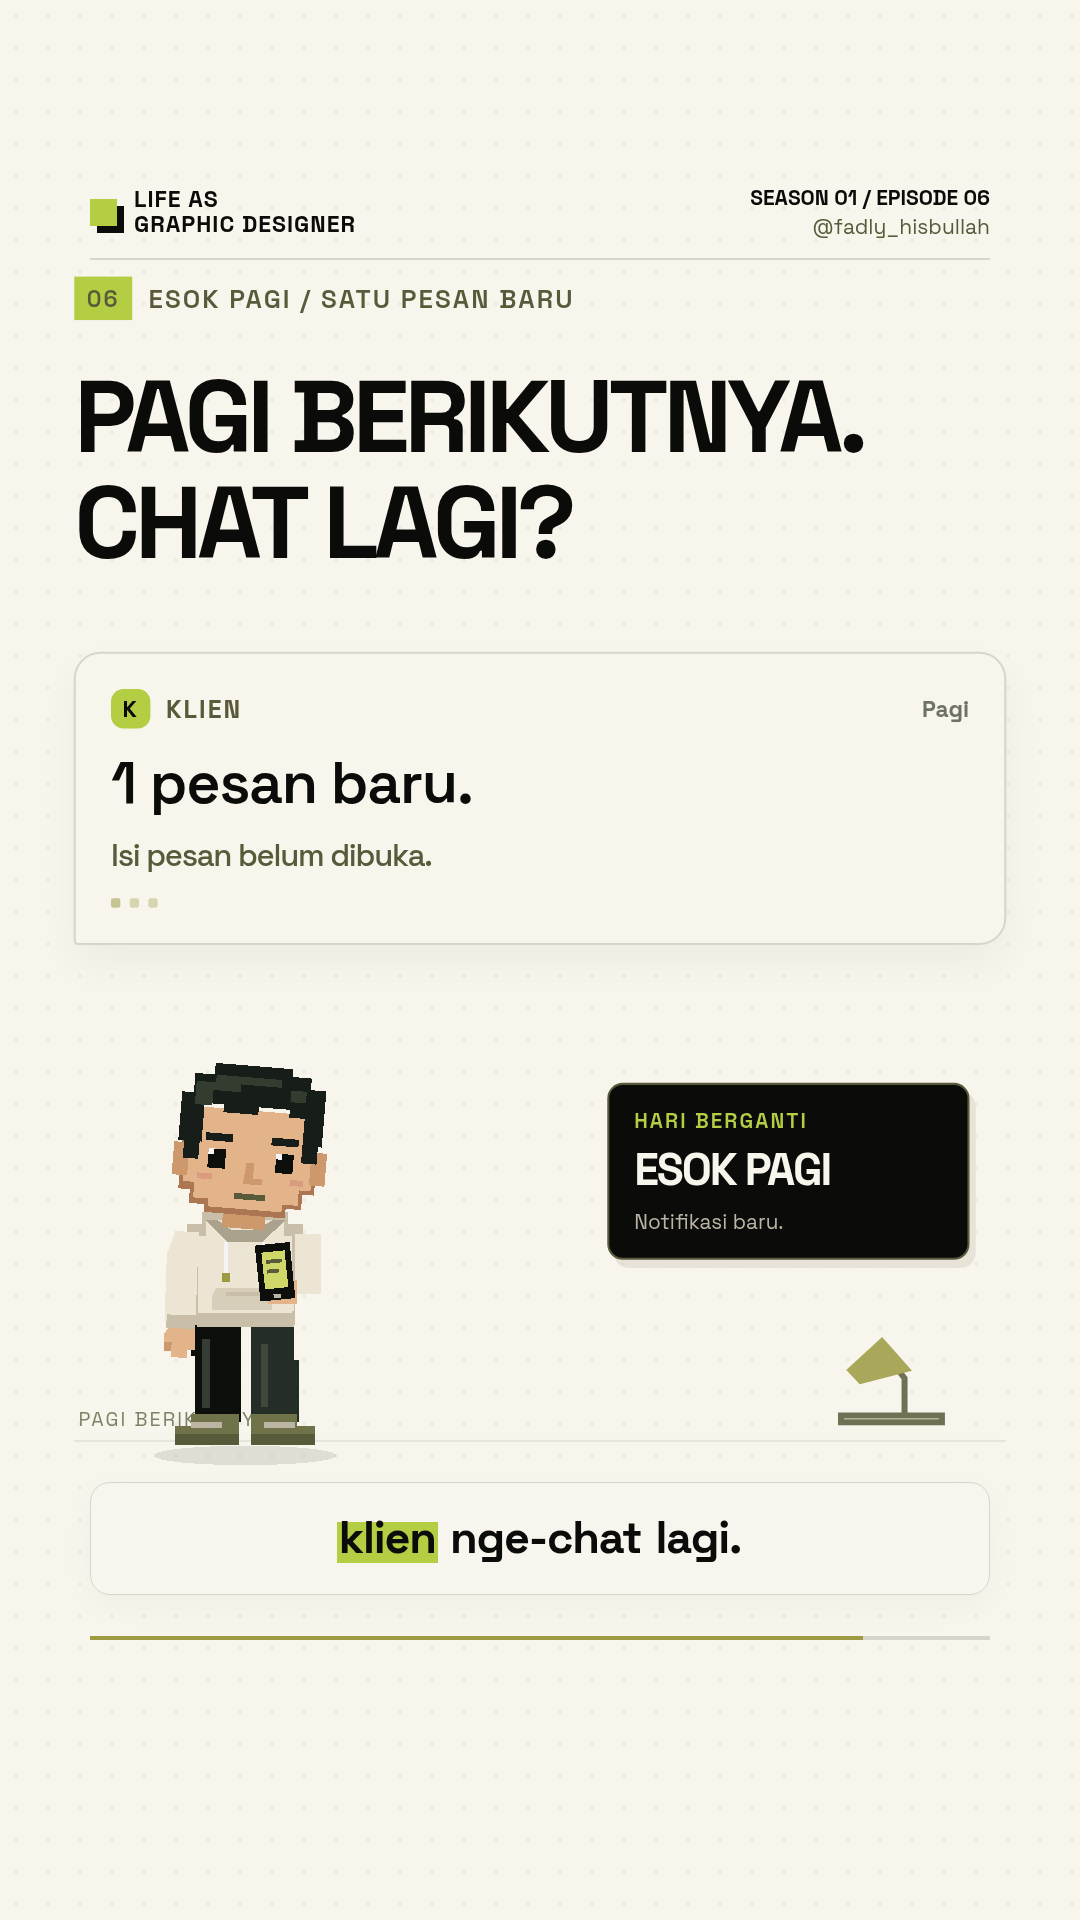 LIFE AS
GRAPHIC DESIGNER
SEASON 01 / EPISODE 06
@fadly_hisbullah
06 ESOK PAGI / SATU PESAN BARU
PAGI BERIKUTNYA.
CHAT LAGI?
K KLIEN
Pagi
1 pesan baru.
Isi pesan belum dibuka.
HARI BERGANTI
ESOK PAGI
Notifikasi baru.
PAGI
klien nge-chat lagi.